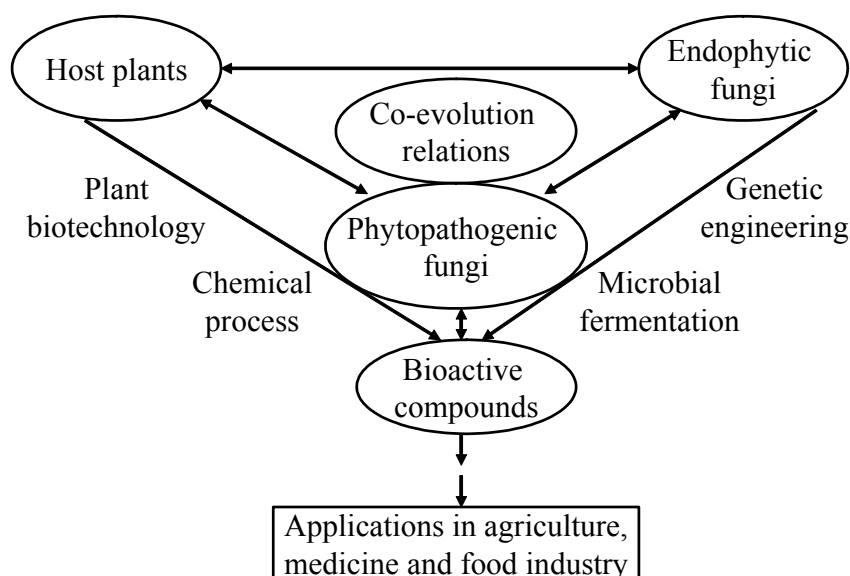 Host plants
Endophytic
fungi
Co-evolution
relations
Plant
biotechnology
Genetic
engineering
Phytopathogenic
fungi
Chemical
process
Microbial
fermentation
Bioactive
compounds
Applications in agriculture,
medicine and food industry